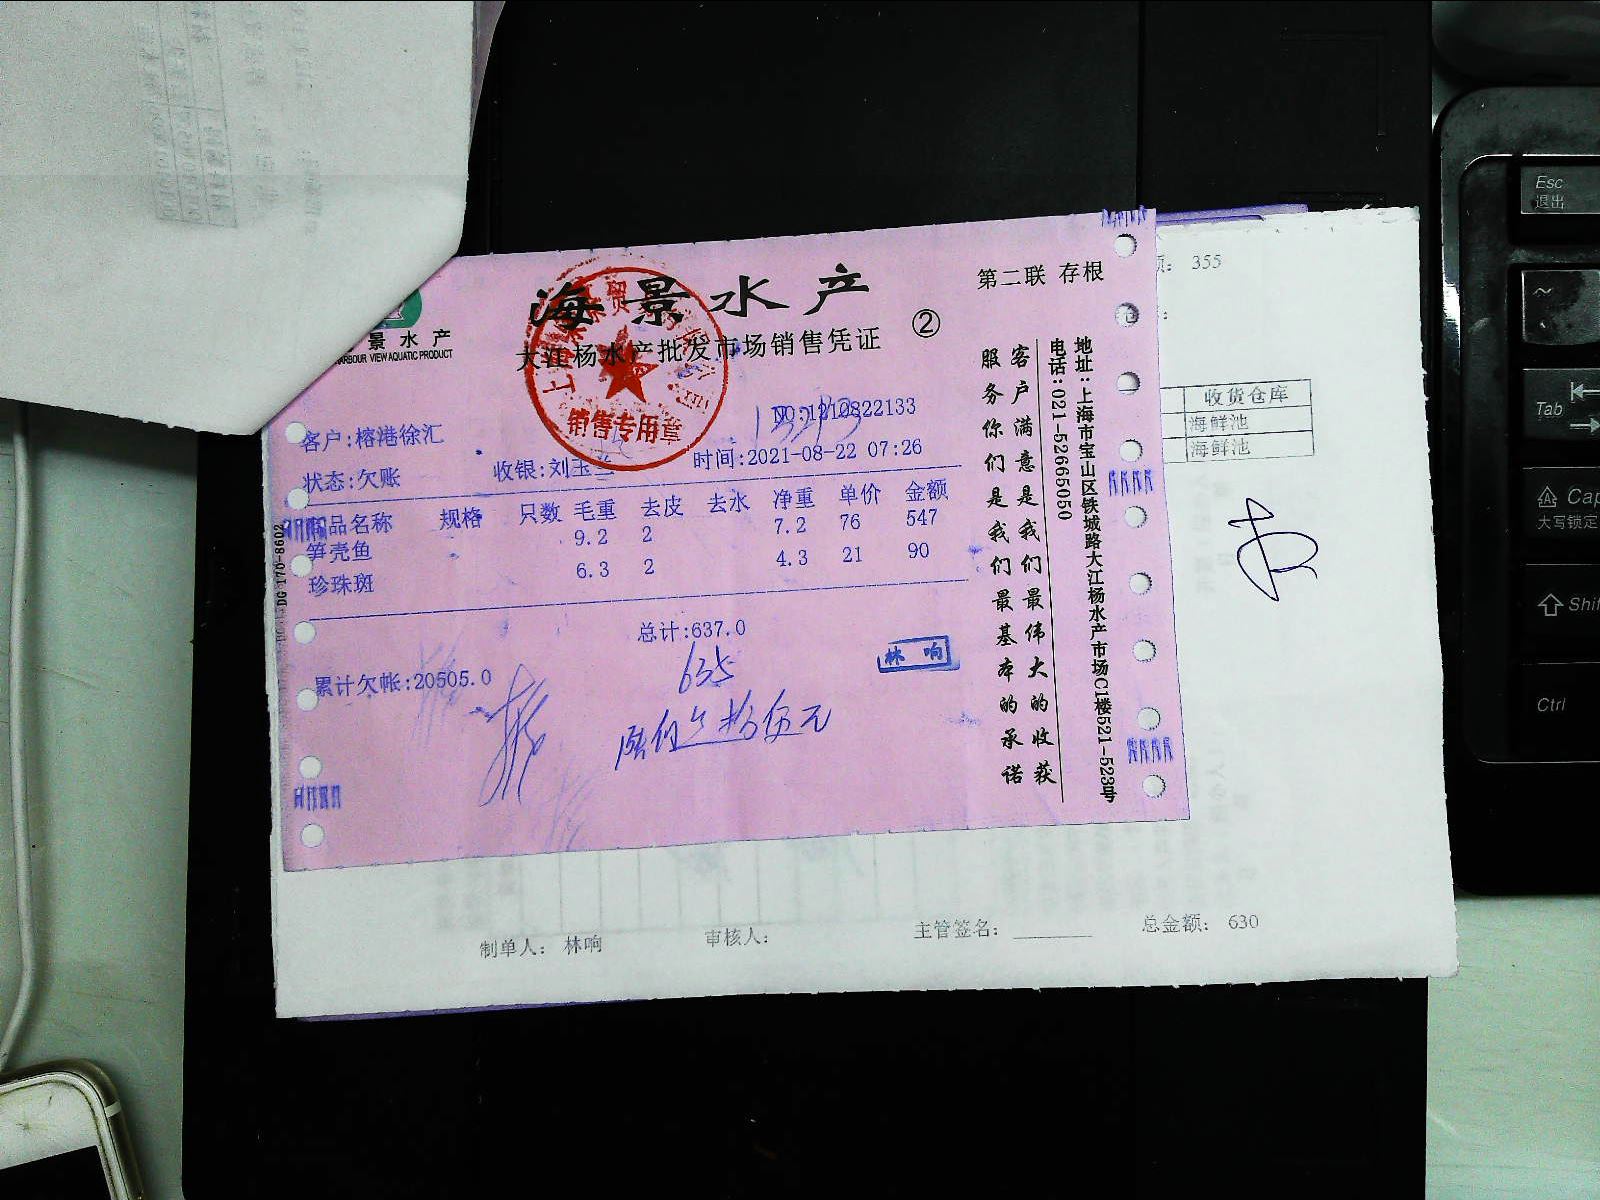 海景水产
第二联 存根
景水产
HARBOUR VIEW AQUATIC PRODUCT
大江杨水产批发市场销售凭证
②
销售专用章
客户:榕港徐汇
NO:1210822133
状态:欠账
收银:刘玉兰
时间:2021-08-22 07:26
品名称 规格 只数 毛重 去皮 去水 净重 单价 金额
笋壳鱼 9.2 2 7.2 76 547
珍珠斑 6.3 2 4.3 21 90
总计:637.0
635
累计欠帐:20505.0
林响
客户满意是我们最伟大的收获
服务你们是我们最基本的承诺
地址:上海市宝山区铁城路大江杨水产市场C1楼521-523号
电话:021-52665050
DG 170-8602
355
收货仓库
海鲜池
海鲜池
制单人: 林响
审核人:
主管签名:
总金额: 630
Esc
退出
~
Tab
Cap
大写锁定
Shif
Ctrl